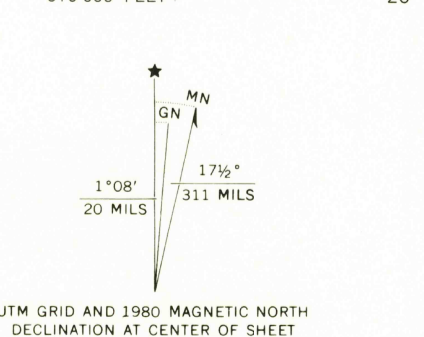 MN
GN
1°08'
20 MILS
17½°
311 MILS
UTM GRID AND 1980 MAGNETIC NORTH
DECLINATION AT CENTER OF SHEET